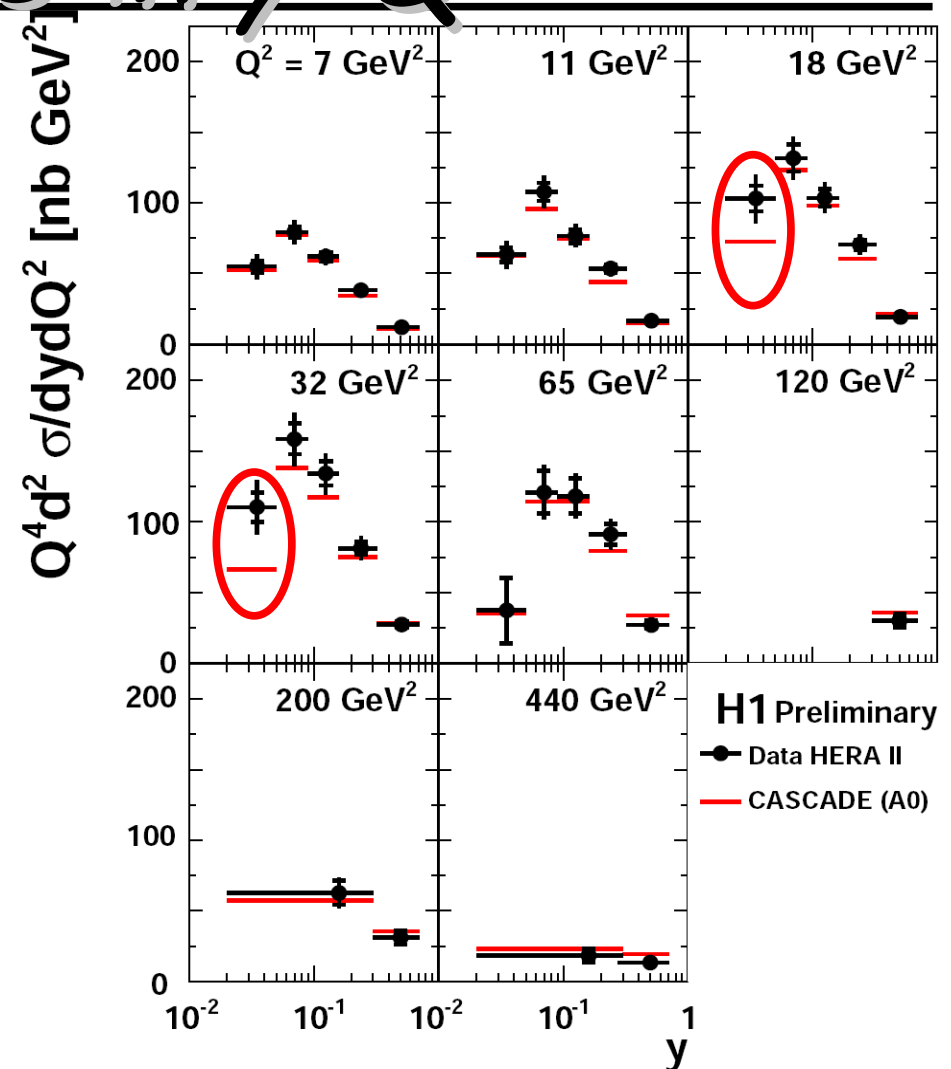 Q⁴d² σ/dydQ² [nb GeV²]
Q² = 7 GeV²
11 GeV²
18 GeV²
200
100
0
32 GeV²
65 GeV²
120 GeV²
200
100
0
200 GeV²
440 GeV²
H1 Preliminary
Data HERA II
CASCADE (A0)
200
100
0
10⁻² 10⁻¹ 10⁻² 10⁻¹ 1
y